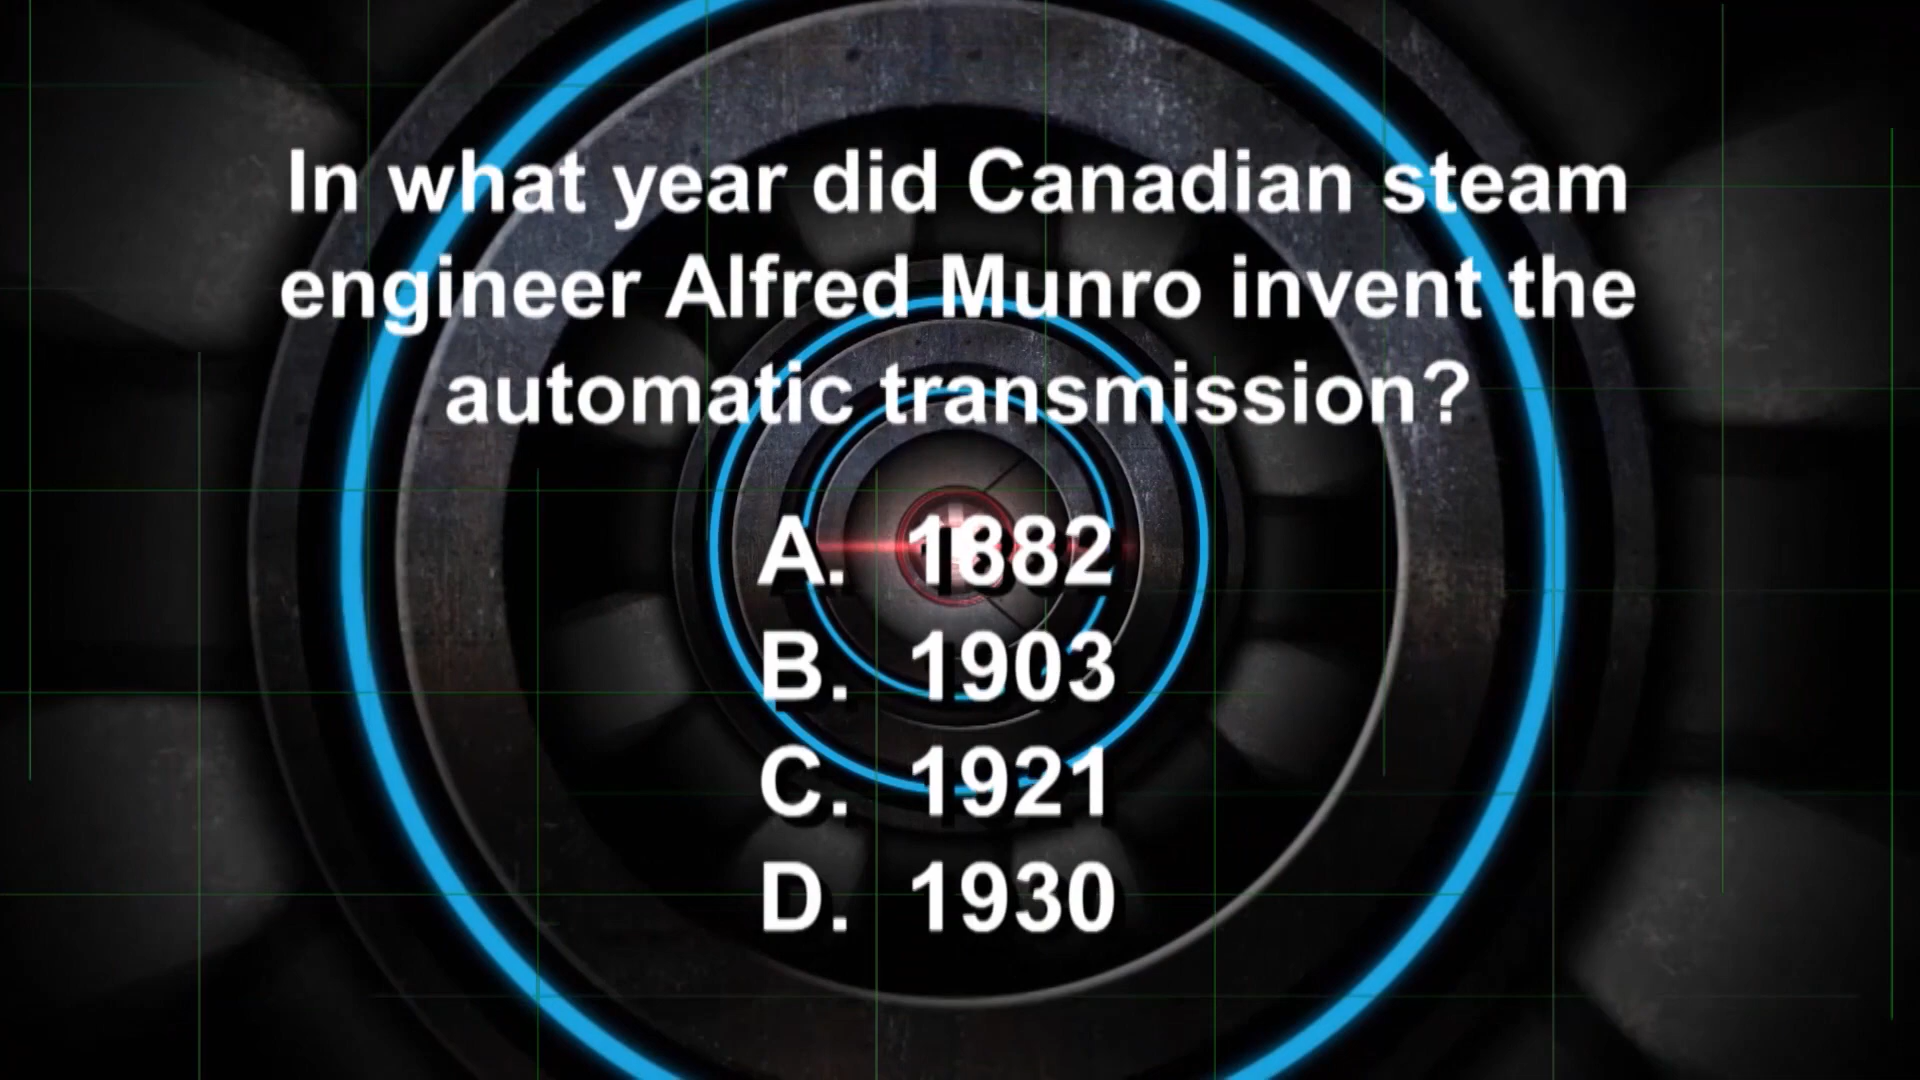 In what year did Canadian steam
engineer Alfred Munro invent the
automatic transmission?
A. 1882
B. 1903
C. 1921
D. 1930